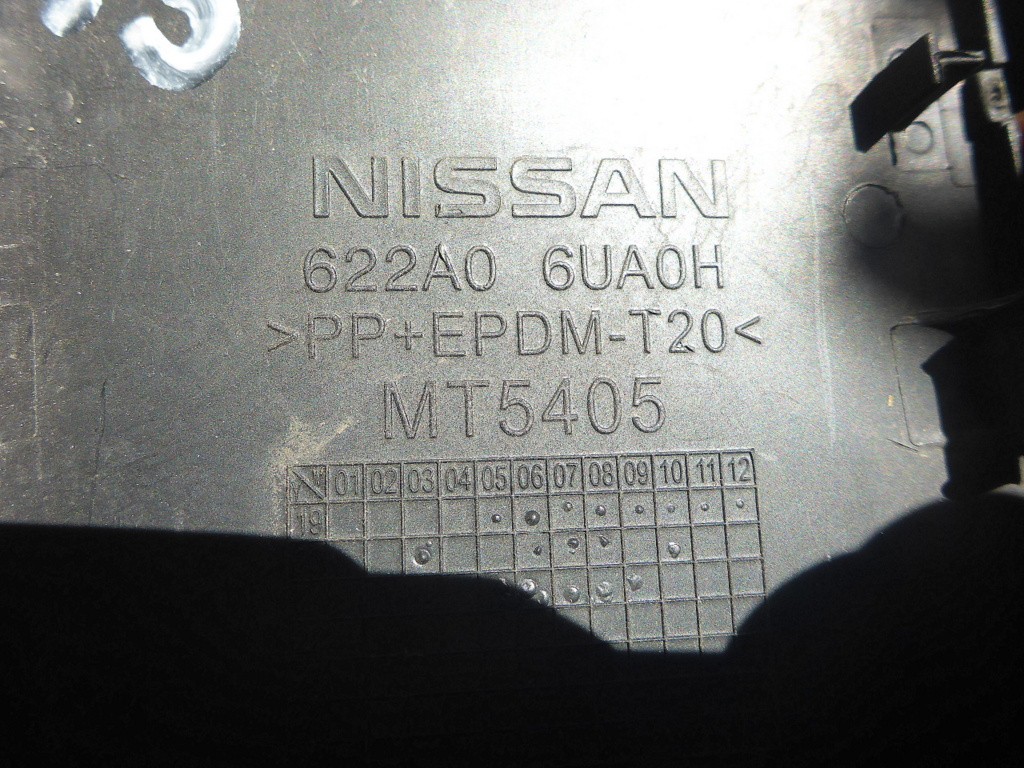 NISSAN
622A0 6UA0H
>PP+EPDM-T20<
MT5405
Y M 01 02 03 04 05 06 07 08 09 10 11 12
19